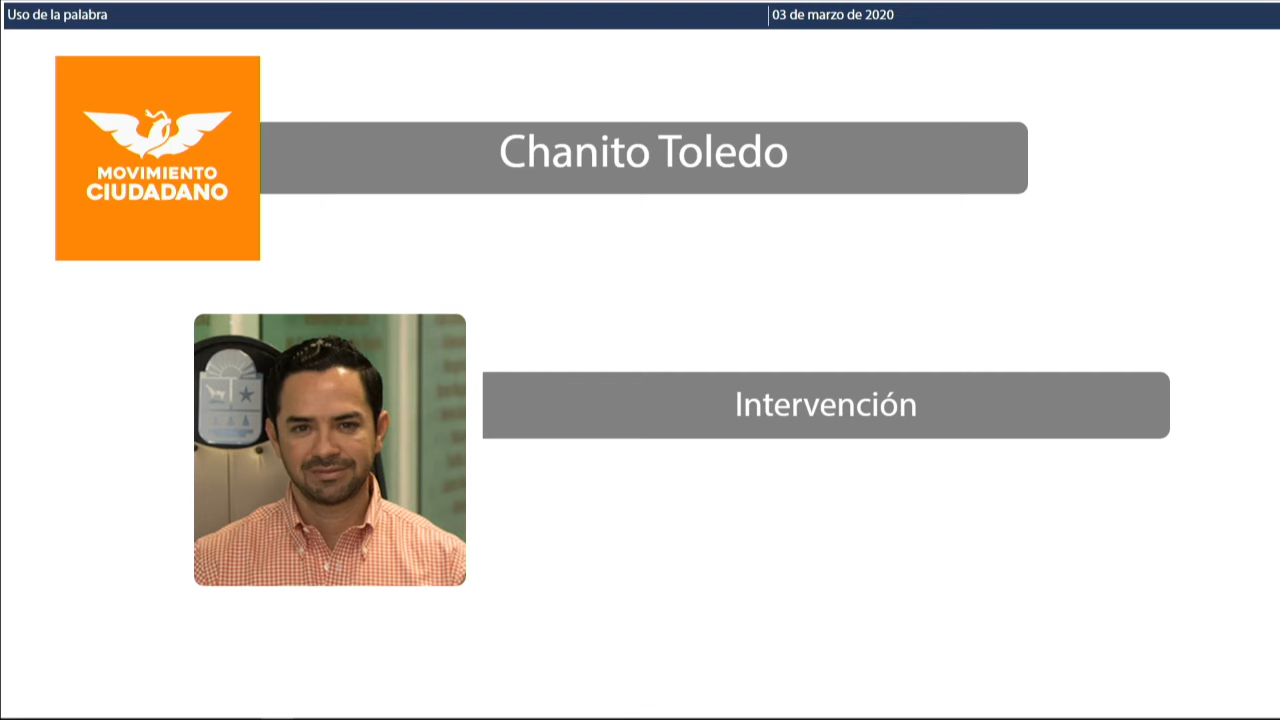 Uso de la palabra
03 de marzo de 2020
MOVIMIENTO
CIUDADANO
Chanito Toledo
Intervención